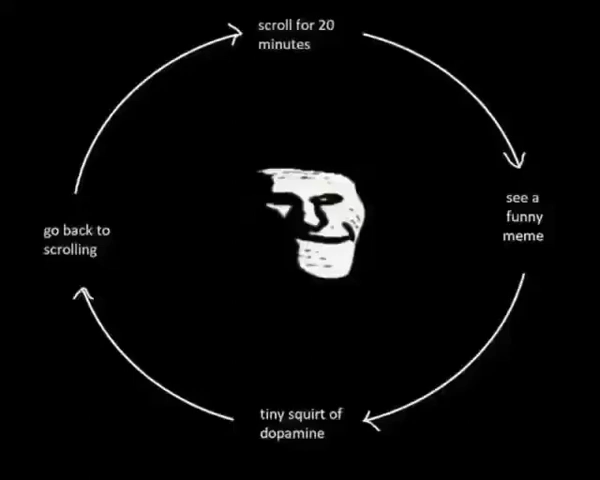 scroll for 20
minutes
see a
funny
meme
tiny squirt of
dopamine
go back to
scrolling